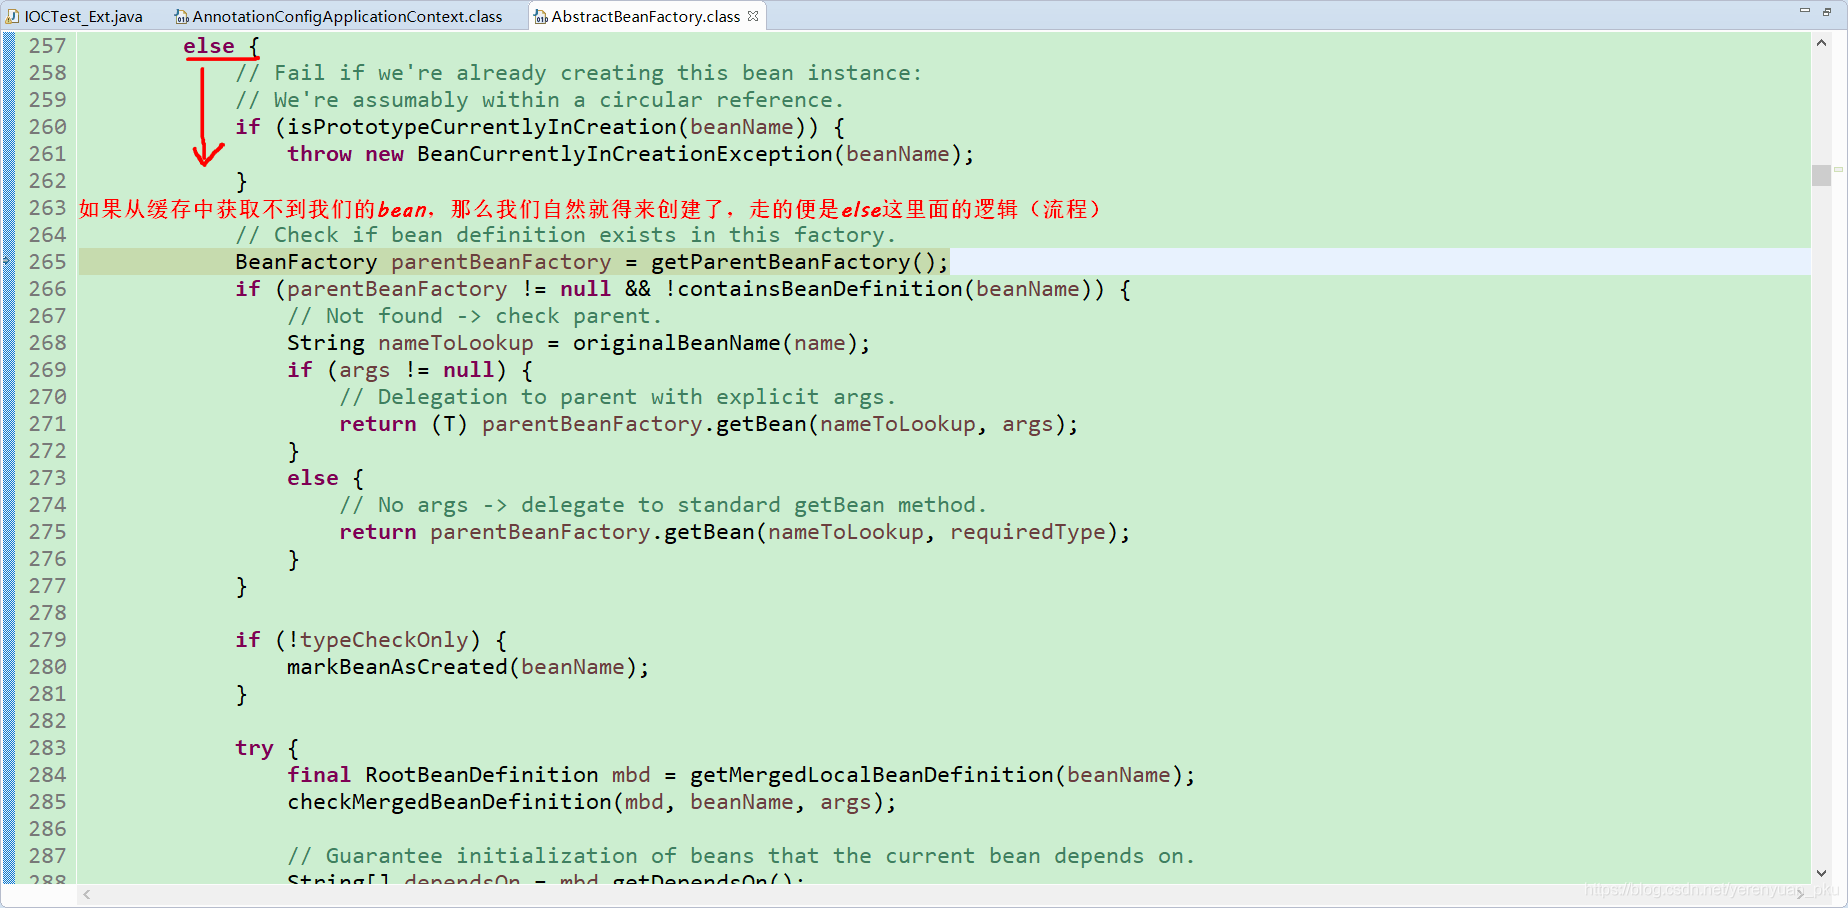 IOCTest_Ext.java AnnotationConfigApplicationContext.class AbstractBeanFactory.class
257 else {
258 // Fail if we're already creating this bean instance:
259 // We're assumably within a circular reference.
260 if (isPrototypeCurrentlyInCreation(beanName)) {
261 throw new BeanCurrentlyInCreationException(beanName);
262 }
263 如果从缓存中获取不到我们的bean，那么我们自然就得来创建了，走的便是else这里面的逻辑（流程）
264 // Check if bean definition exists in this factory.
265 BeanFactory parentBeanFactory = getParentBeanFactory();
266 if (parentBeanFactory != null && !containsBeanDefinition(beanName)) {
267 // Not found -> check parent.
268 String nameToLookup = originalBeanName(name);
269 if (args != null) {
270 // Delegation to parent with explicit args.
271 return (T) parentBeanFactory.getBean(nameToLookup, args);
272 }
273 else {
274 // No args -> delegate to standard getBean method.
275 return parentBeanFactory.getBean(nameToLookup, requiredType);
276 }
277 }
278
279 if (!typeCheckOnly) {
280 markBeanAsCreated(beanName);
281 }
282
283 try {
284 final RootBeanDefinition mbd = getMergedLocalBeanDefinition(beanName);
285 checkMergedBeanDefinition(mbd, beanName, args);
286
287 // Guarantee initialization of beans that the current bean depends on.
288 String[] dependsOn = mbd.getDependsOn();
https://blog.csdn.net/yerenyuan_pku